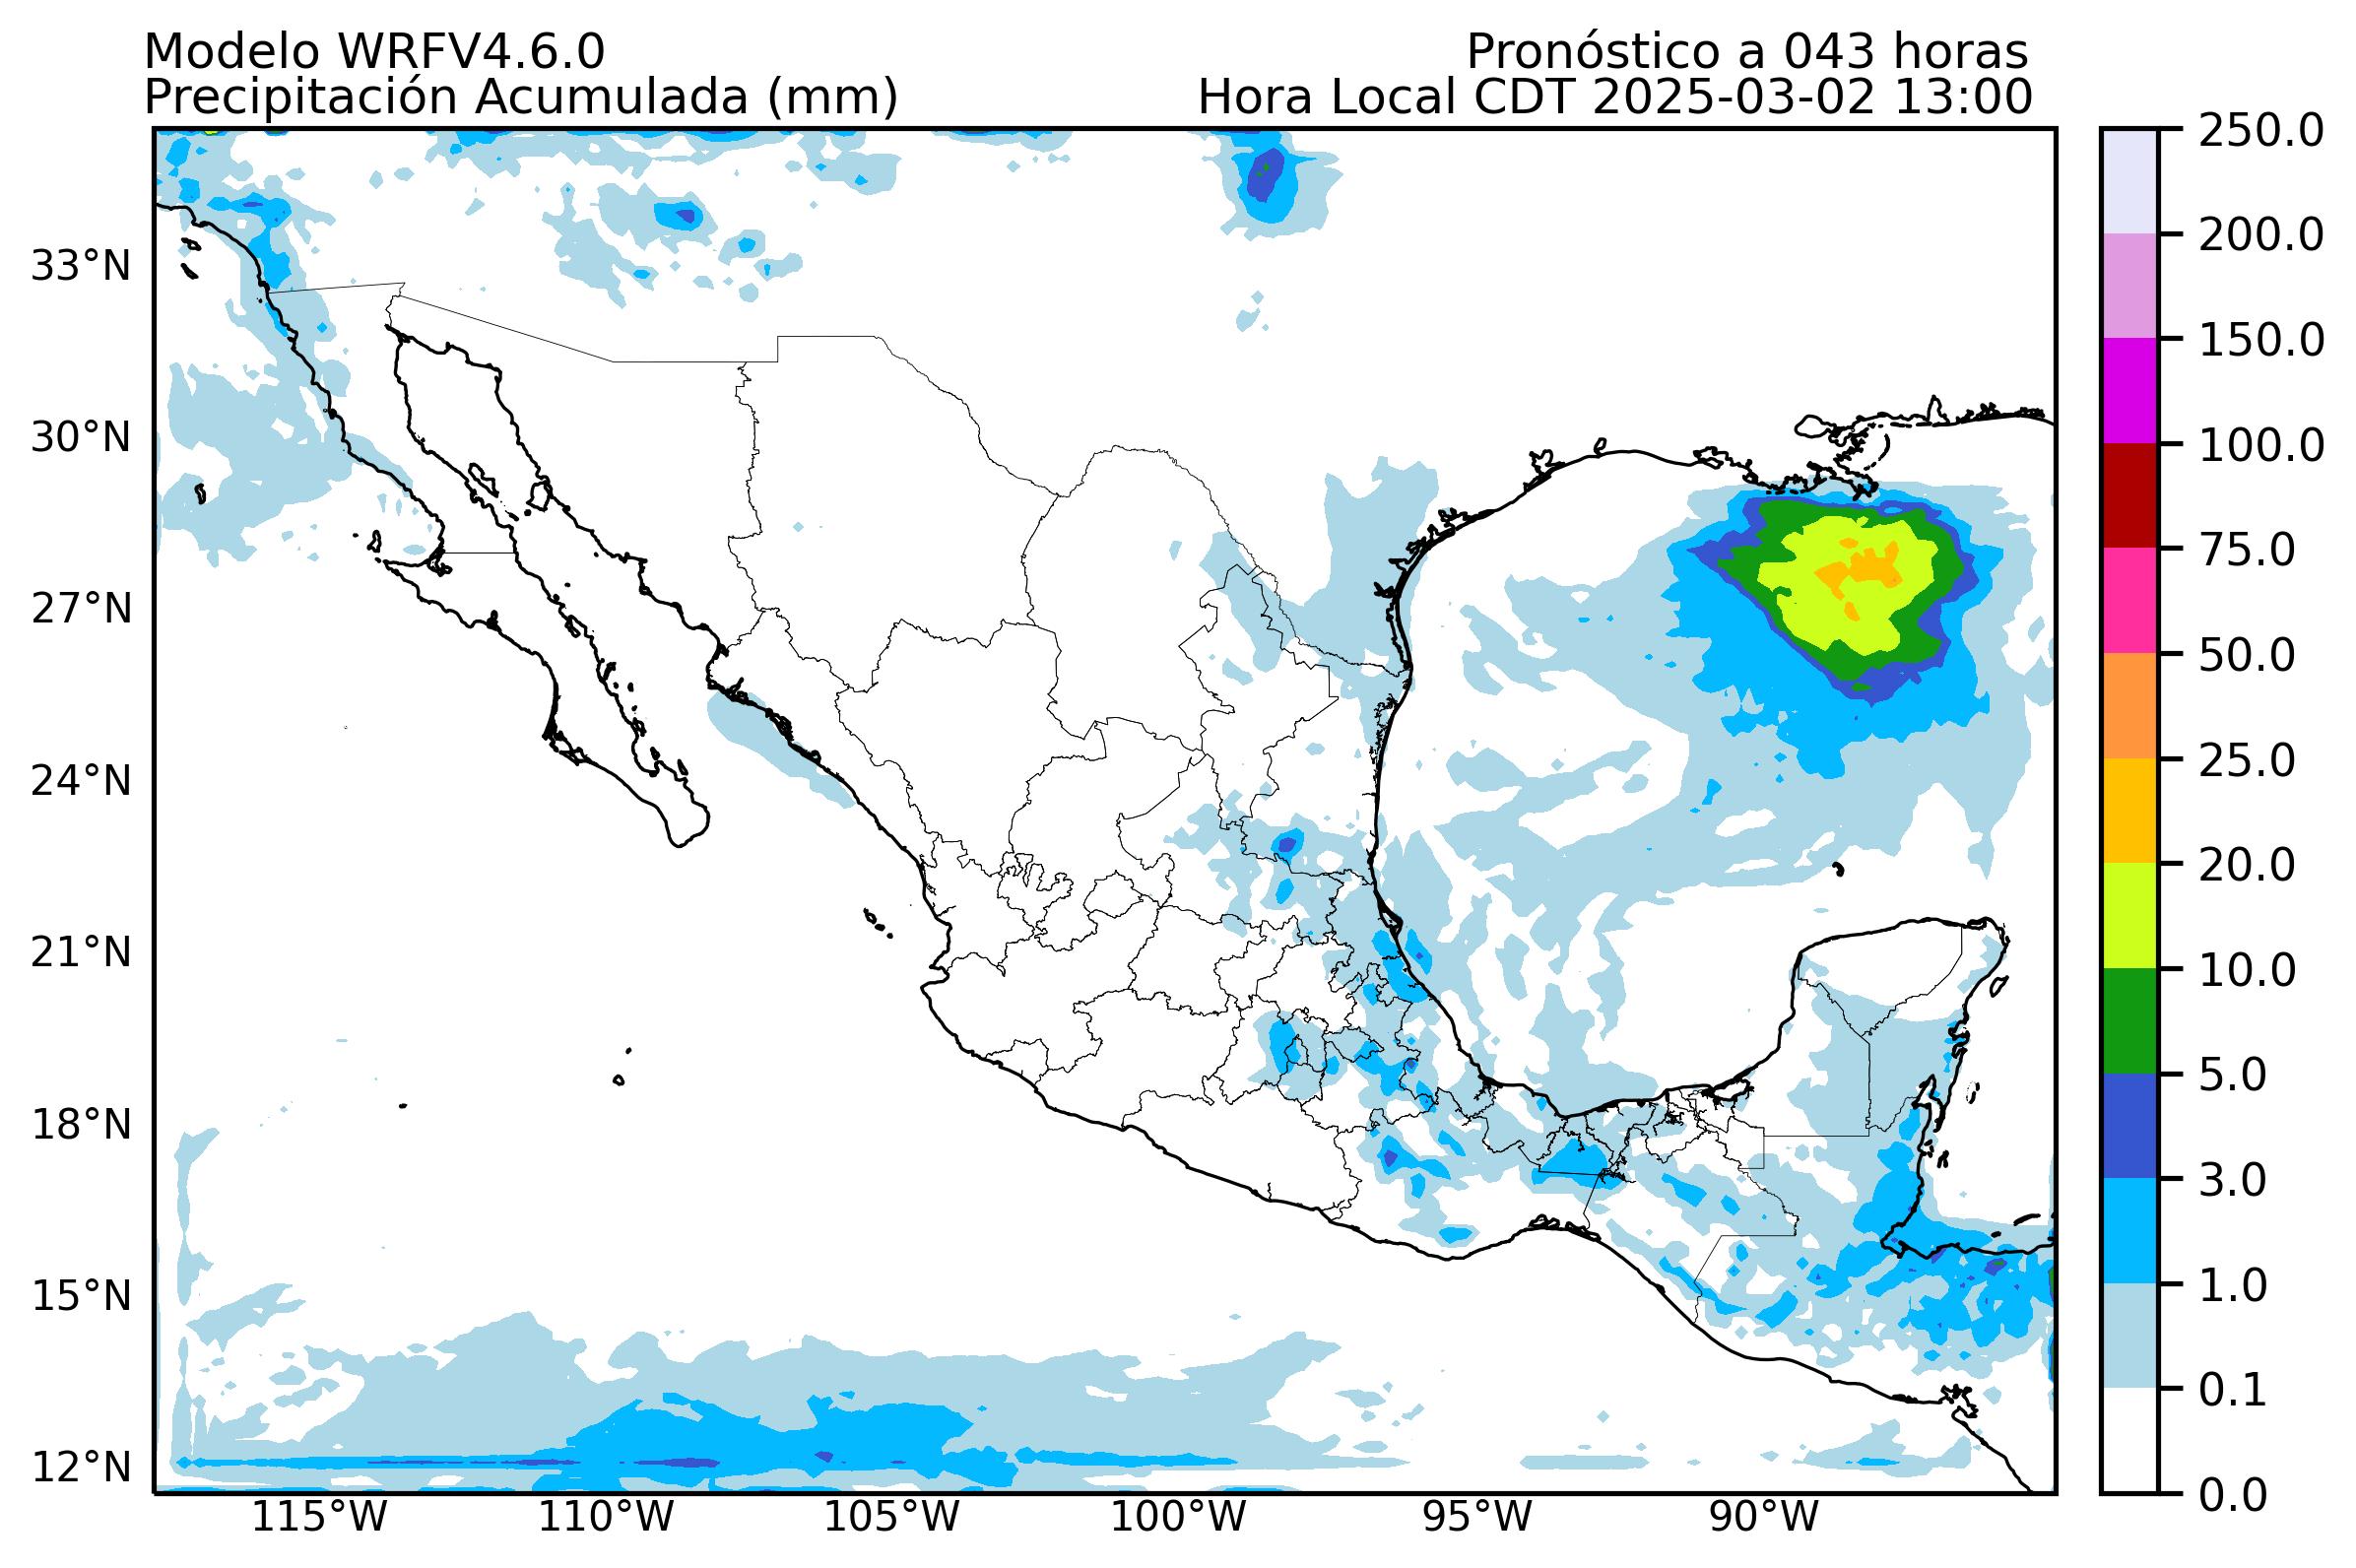 Modelo WRFV4.6.0
Pronóstico a 043 horas
Precipitación Acumulada (mm)
Hora Local CDT 2025-03-02 13:00
33°N
30°N
27°N
24°N
21°N
18°N
15°N
12°N
115°W
110°W
105°W
100°W
95°W
90°W
250.0
200.0
150.0
100.0
75.0
50.0
25.0
20.0
10.0
5.0
3.0
1.0
0.1
0.0